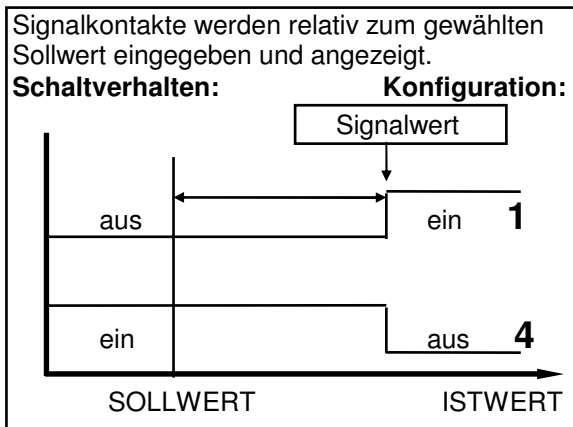 Signalkontakte werden relativ zum gewählten
Sollwert eingegeben und angezeigt.
Schaltverhalten: Konfiguration:
Signalwert
aus ein 1
ein aus 4
SOLLWERT ISTWERT